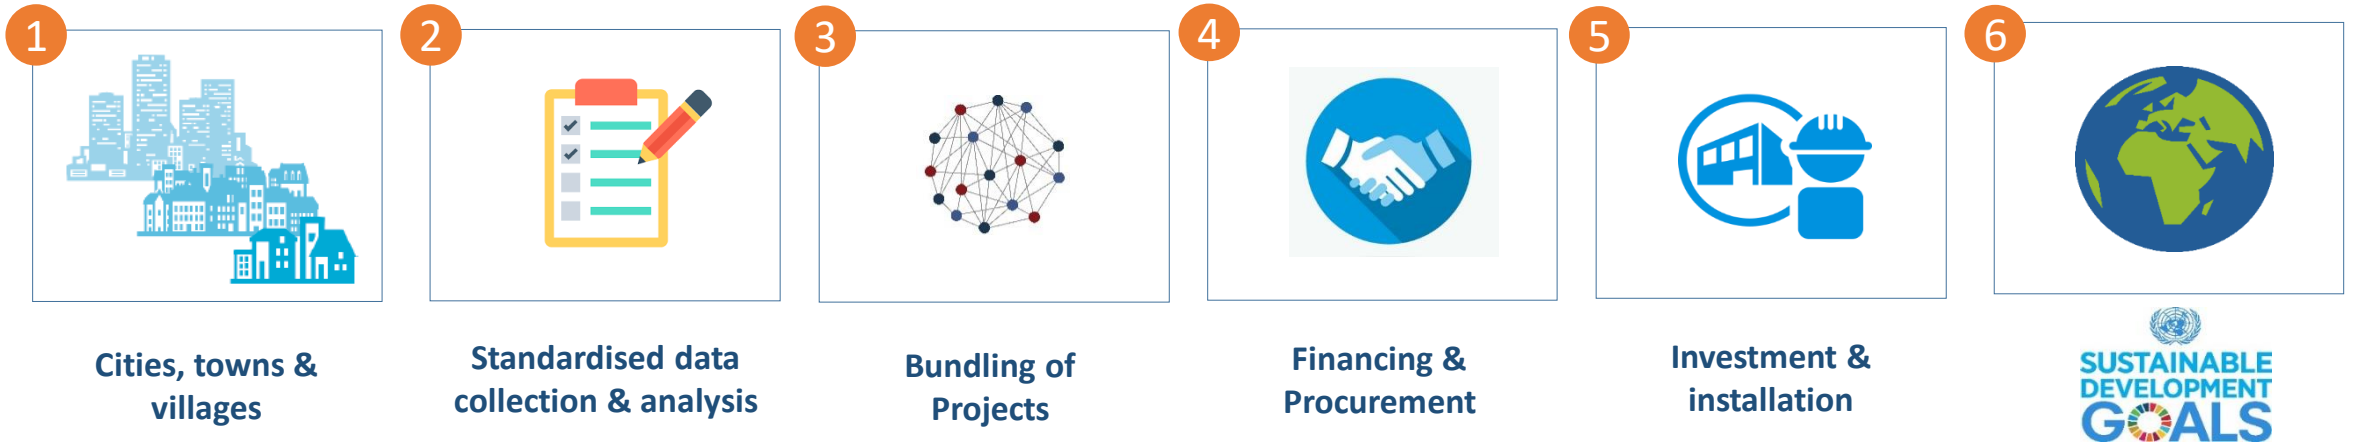 1
2
3
4
5
6
Cities, towns &
villages
Standardised data
collection & analysis
Bundling of
Projects
Financing &
Procurement
Investment &
installation
SUSTAINABLE
DEVELOPMENT
GOALS